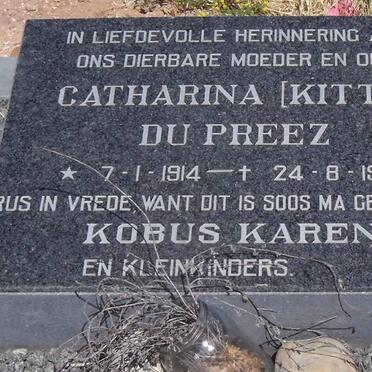 IN LIEFDEVOLLE HERINNERING
ONS DIERBARE MOEDER EN
CATHARINA [KITT
DU PREEZ
★ 7-1-1914 — † 24-8-19
RUS IN VREDE, WANT DIT IS SOOS MA GE
KOBUS KAREN
EN KLEINKINDERS.